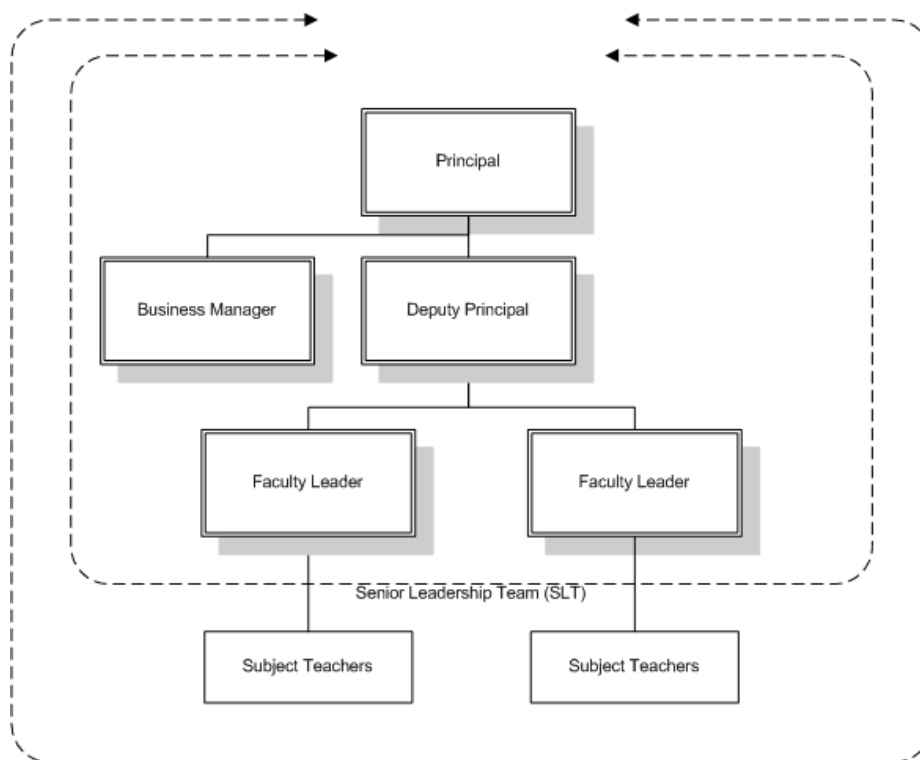 Principal
Business Manager
Deputy Principal
Faculty Leader
Faculty Leader
Senior Leadership Team (SLT)
Subject Teachers
Subject Teachers